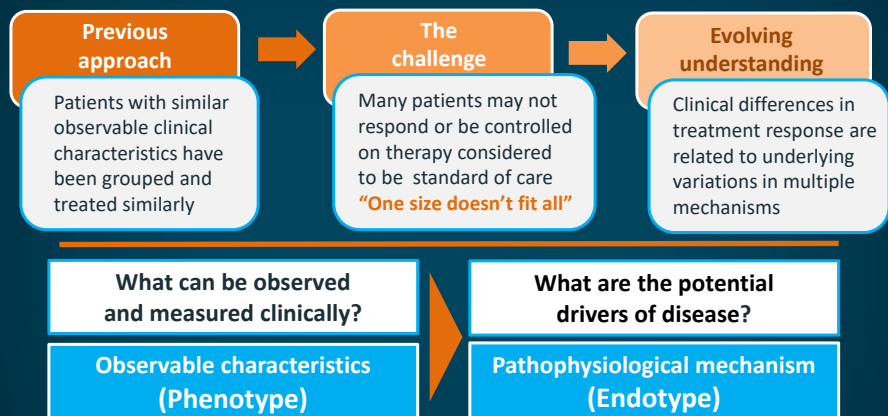 Previous
approach
Patients with similar
observable clinical
characteristics have
been grouped and
treated similarly
The
challenge
Many patients may not
respond or be controlled
on therapy considered
to be standard of care
“One size doesn’t fit all”
Evolving
understanding
Clinical differences in
treatment response are
related to underlying
variations in multiple
mechanisms
What can be observed
and measured clinically?
Observable characteristics
(Phenotype)
What are the potential
drivers of disease?
Pathophysiological mechanism
(Endotype)